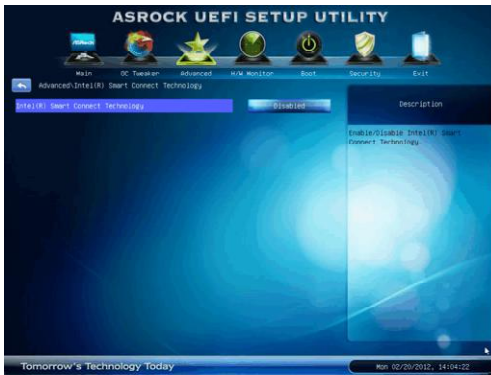 ASROCK UEFI SETUP UTILITY
ASRock
Main OC Tweaker Advanced H/W Monitor Boot Security Exit
Advanced\Intel(R) Smart Connect Technology
Intel(R) Smart Connect Technology Disabled
Description
Enable/Disable Intel(R) Smart
Connect Technology.
Tomorrow's Technology Today
Mon 02/20/2012, 14:04:22